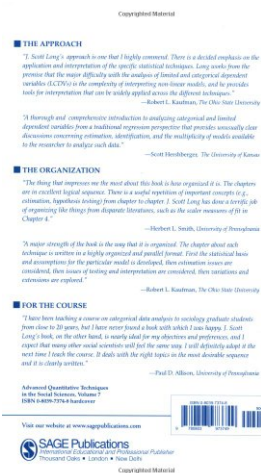 Copyrighted Material
THE APPROACH
"J. Scott Long's approach is one that I highly commend. There is a decided emphasis on the
application and interpretation of the specific statistical techniques. Long works from the
premise that the major difficulty with the analysis of limited and categorical dependent
variables (LCDVs) is the complexity of interpreting non-linear models, and he provides
tools for interpretation that can be widely applied across the different techniques."
—Robert L. Kaufman, The Ohio State University
"A thorough and comprehensive introduction to analyzing categorical and limited
dependent variables from a traditional regression perspective that provides unusually clear
discussions concerning estimation, identification, and the multiplicity of models available
to the researcher to analyze such data."
—Scott Hershberger, The University of Kansas
THE ORGANIZATION
"The thing that impresses me the most about this book is how organized it is. The chapters
are in excellent logical sequence. There is a useful repetition of important concepts (e.g.,
estimation, hypothesis testing) from chapter to chapter. J. Scott Long has done a terrific job
of organizing like things from disparate literatures, such as the scalar measures of fit in
Chapter 4."
—Herbert L. Smith, University of Pennsylvania
"A major strength of the book is the way that it is organized. The chapter about each
technique is written in a highly organized and parallel format. First the statistical basis
and assumptions for the particular model is developed, then estimation issues are
considered, then issues of testing and interpretation are considered, then variations and
extensions are explored."
—Robert L. Kaufman, The Ohio State University
FOR THE COURSE
"I have been teaching a course on categorical data analysis to sociology graduate students
from close to 20 years, but I have never found a book with which I was happy. J. Scott
Long's book, on the other hand, is nearly ideal for my objectives and preferences, and I
expect that many other social scientists will feel the same way. I will definitely adopt it the
next time I teach the course. It deals with the right topics in the most desirable sequence
and it is clearly written."
—Paul D. Allison, University of Pennsylvania
Advanced Quantitative Techniques
in the Social Sciences, Volume 7
ISBN 0-8039-7374-8 hardcover
ISBN 0-8039-7374-8
Visit our website at www.sagepub.com
SAGE Publications
International Educational and Professional Publisher
Thousand Oaks • London • New Delhi
Copyrighted Material